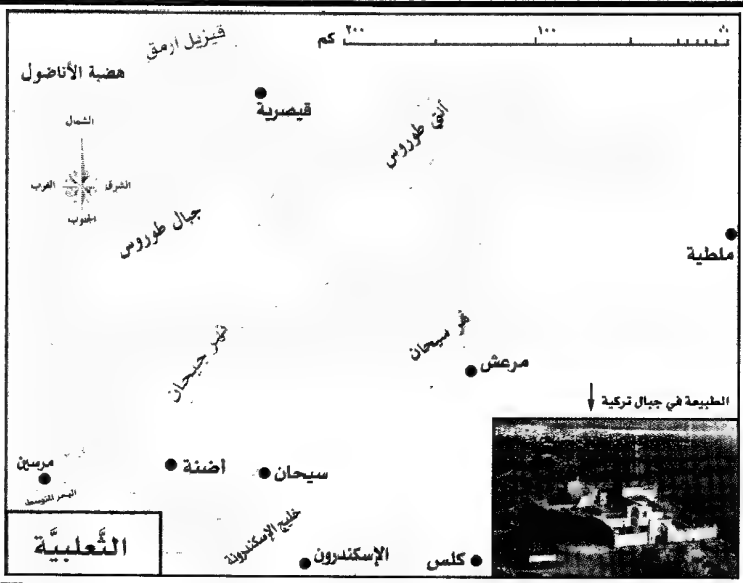 قيزيل ارمق
كم ٢٠٠ ١٠٠
هضبة الأناضول
قيصرية
الشمال
الغرب الشرق
الجنوب
أنتي طوروس
جبال طوروس
ملطية
نهر جيحان
نهر سيحان
مرعش
الطبيعة في جبال تركية
مرسين
أضنة
سيحان
البحر المتوسط
خليج الإسكندرونة
الإسكندرون
كلس
الثَّعلبيَّة